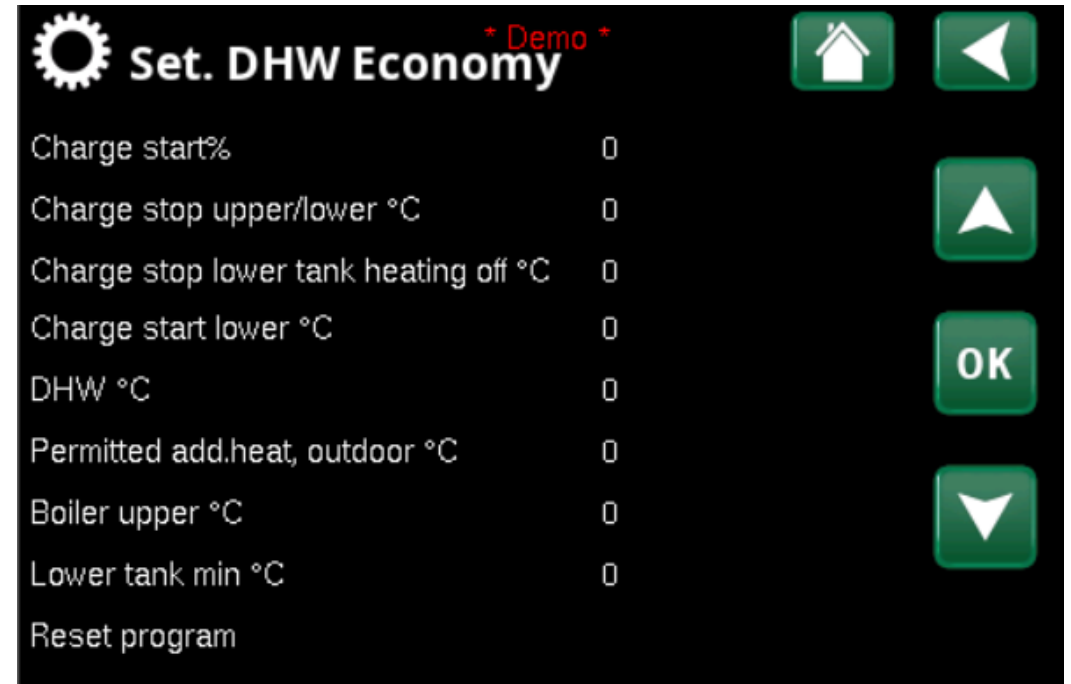 * Demo *
Set. DHW Economy
Charge start% 0
Charge stop upper/lower °C 0
Charge stop lower tank heating off °C 0
Charge start lower °C 0
DHW °C 0
OK
Permitted add.heat, outdoor °C 0
Boiler upper °C 0
Lower tank min °C 0
Reset program